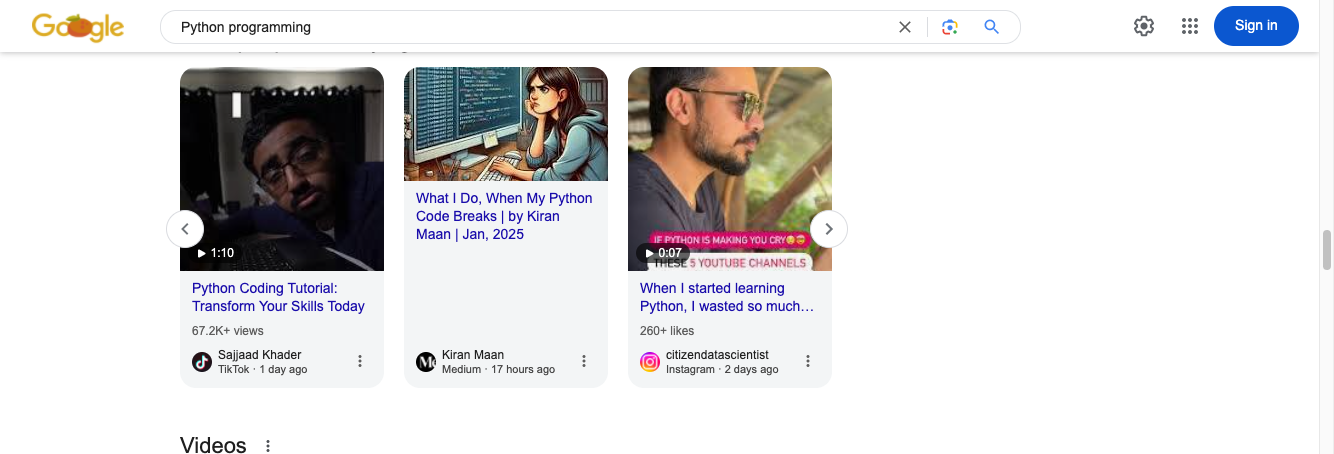 Google
Python programming
Sign in
1:10
Python Coding Tutorial:
Transform Your Skills Today
67.2K+ views
Sajjaad Khader
TikTok · 1 day ago
What I Do, When My Python
Code Breaks | by Kiran
Maan | Jan, 2025
Kiran Maan
Medium · 17 hours ago
IF PYTHON IS MAKING YOU CRY
0:07
THESE 5 YOUTUBE CHANNELS
When I started learning
Python, I wasted so much…
260+ likes
citizendatascientist
Instagram · 2 days ago
Videos